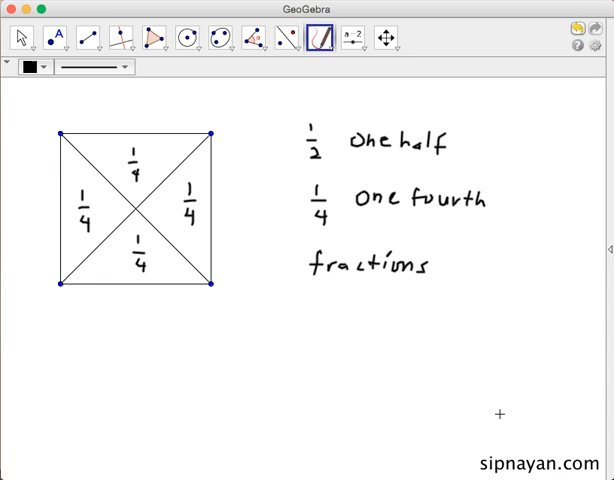 GeoGebra
A
a=2
1/4
1/4
1/4
1/4
1/2 one half
1/4 one fourth
fractions
sipnayan.com